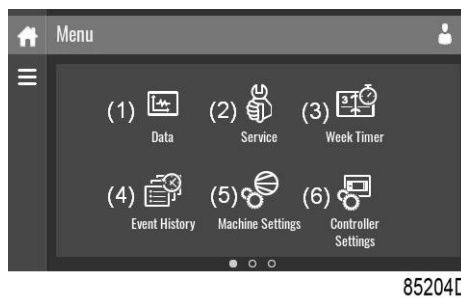 Menu
(1) (2) (3)
Data Service Week Timer
(4) (5) (6)
Event History Machine Settings Controller
Settings
85204D